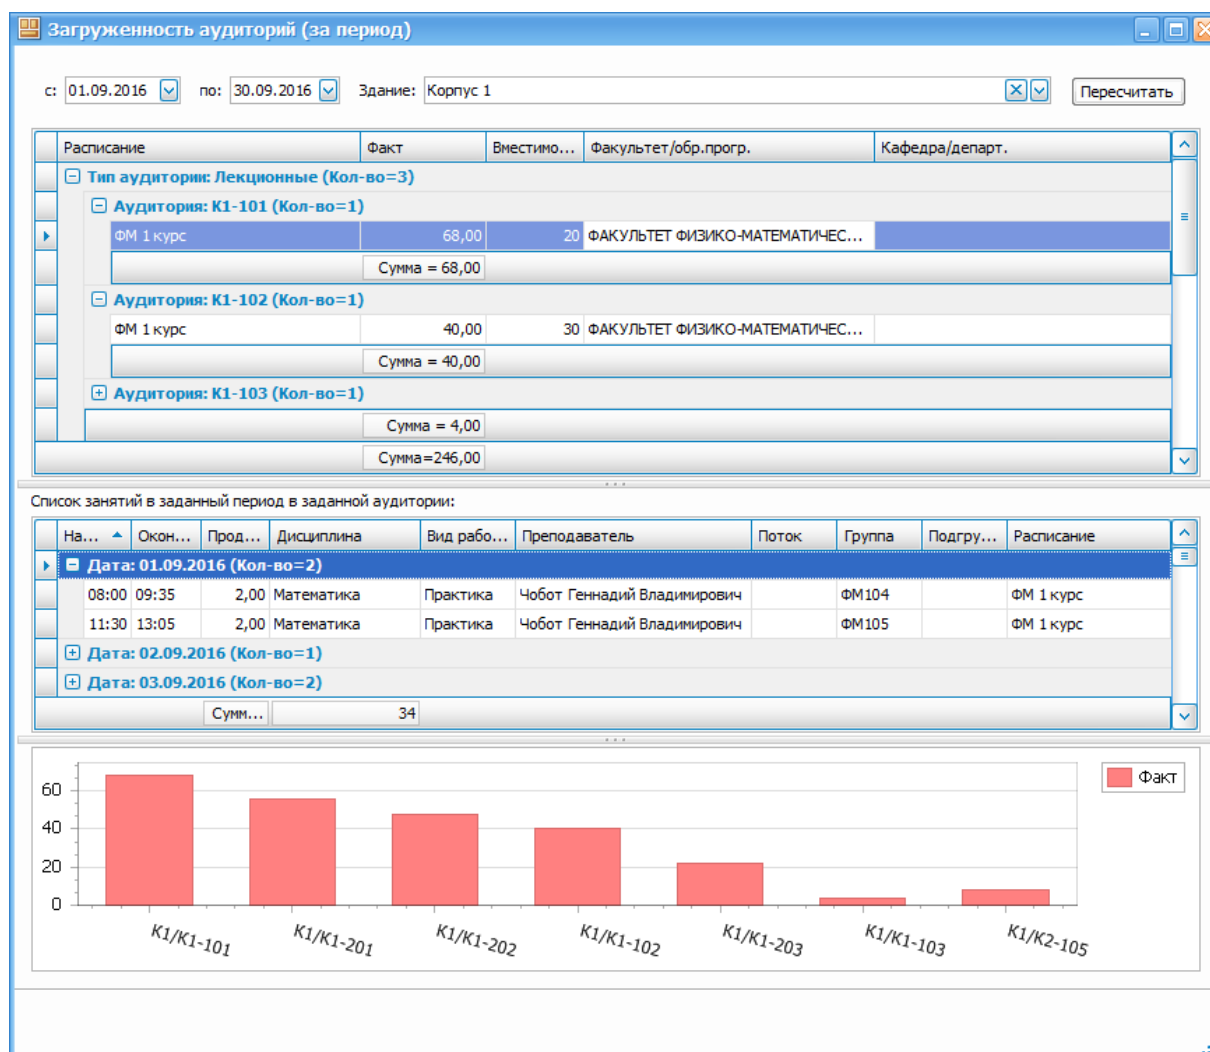 Загруженность аудиторий (за период)
с: 01.09.2016 по: 30.09.2016 Здание: Корпус 1 Пересчитать
Расписание Факт Вместимо... Факультет/обр.прогр. Кафедра/департ.
Тип аудитории: Лекционные (Кол-во=3)
Аудитория: К1-101 (Кол-во=1)
ФМ 1 курс 68,00 20 ФАКУЛЬТЕТ ФИЗИКО-МАТЕМАТИЧЕС...
Сумма = 68,00
Аудитория: К1-102 (Кол-во=1)
ФМ 1 курс 40,00 30 ФАКУЛЬТЕТ ФИЗИКО-МАТЕМАТИЧЕС...
Сумма = 40,00
Аудитория: К1-103 (Кол-во=1)
Сумма = 4,00
Сумма=246,00
Список занятий в заданный период в заданной аудитории:
На... Окон... Прод... Дисциплина Вид рабо... Преподаватель Поток Группа Подгру... Расписание
Дата: 01.09.2016 (Кол-во=2)
08:00 09:35 2,00 Математика Практика Чобот Геннадий Владимирович ФМ104 ФМ 1 курс
11:30 13:05 2,00 Математика Практика Чобот Геннадий Владимирович ФМ105 ФМ 1 курс
Дата: 02.09.2016 (Кол-во=1)
Дата: 03.09.2016 (Кол-во=2)
Сумм... 34
Факт
60
40
20
0
К1/К1-101 К1/К1-201 К1/К1-202 К1/К1-102 К1/К1-203 К1/К1-103 К1/К2-105